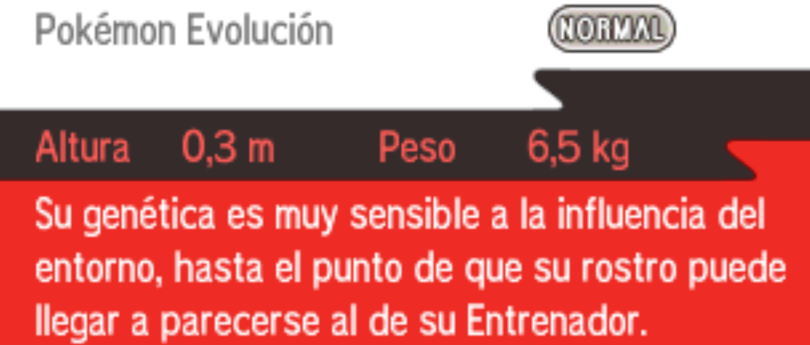 Pokémon Evolución NORMAL
Altura 0,3 m Peso 6,5 kg
Su genética es muy sensible a la influencia del
entorno, hasta el punto de que su rostro puede
llegar a parecerse al de su Entrenador.